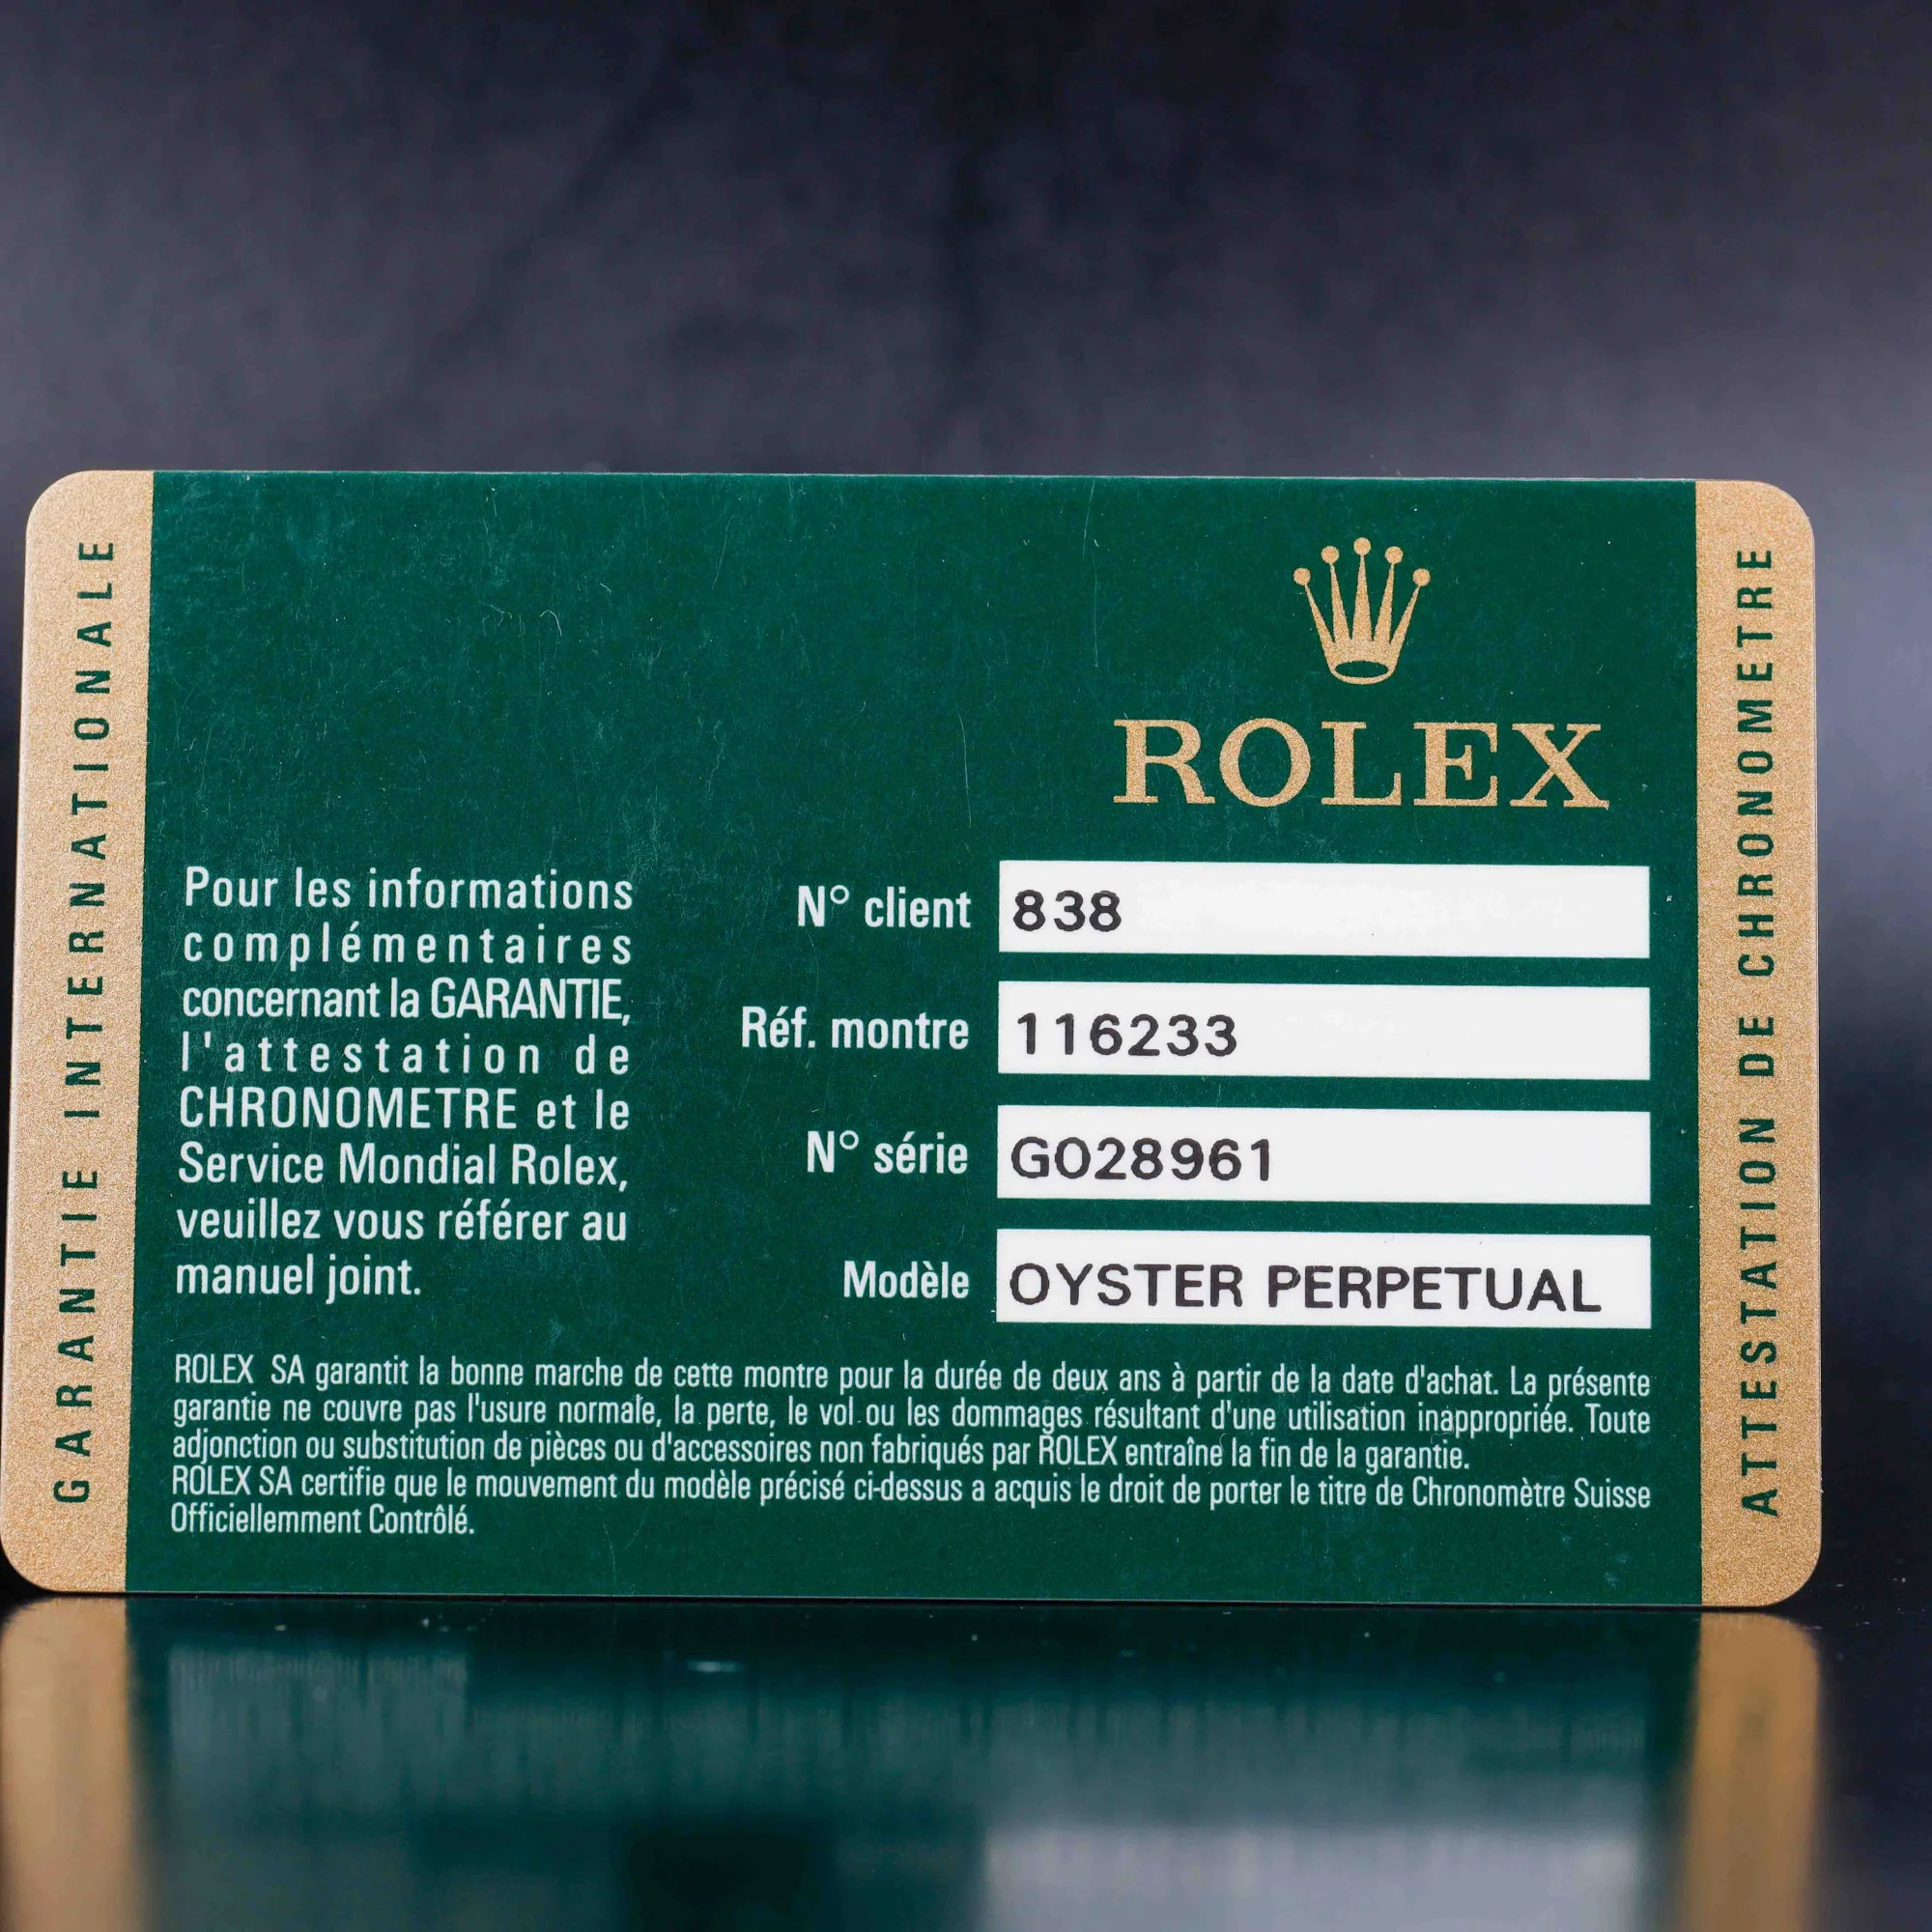 GARANTIE INTERNATIONALE
ROLEX
Pour les informations
complémentaires
concernant la GARANTIE,
l'attestation de
CHRONOMETRE et le
Service Mondial Rolex,
veuillez vous référer au
manuel joint.
N° client 838
Réf. montre 116233
N° série G028961
Modèle OYSTER PERPETUAL
ROLEX SA garantit la bonne marche de cette montre pour la durée de deux ans à partir de la date d'achat. La présente
garantie ne couvre pas l'usure normale, la perte, le vol ou les dommages résultant d'une utilisation inappropriée. Toute
adjonction ou substitution de pièces ou d'accessoires non fabriqués par ROLEX entraîne la fin de la garantie.
ROLEX SA certifie que le mouvement du modèle précisé ci-dessus a acquis le droit de porter le titre de Chronomètre Suisse
Officiellemment Contrôlé.
ATTESTATION DE CHRONOMETRE